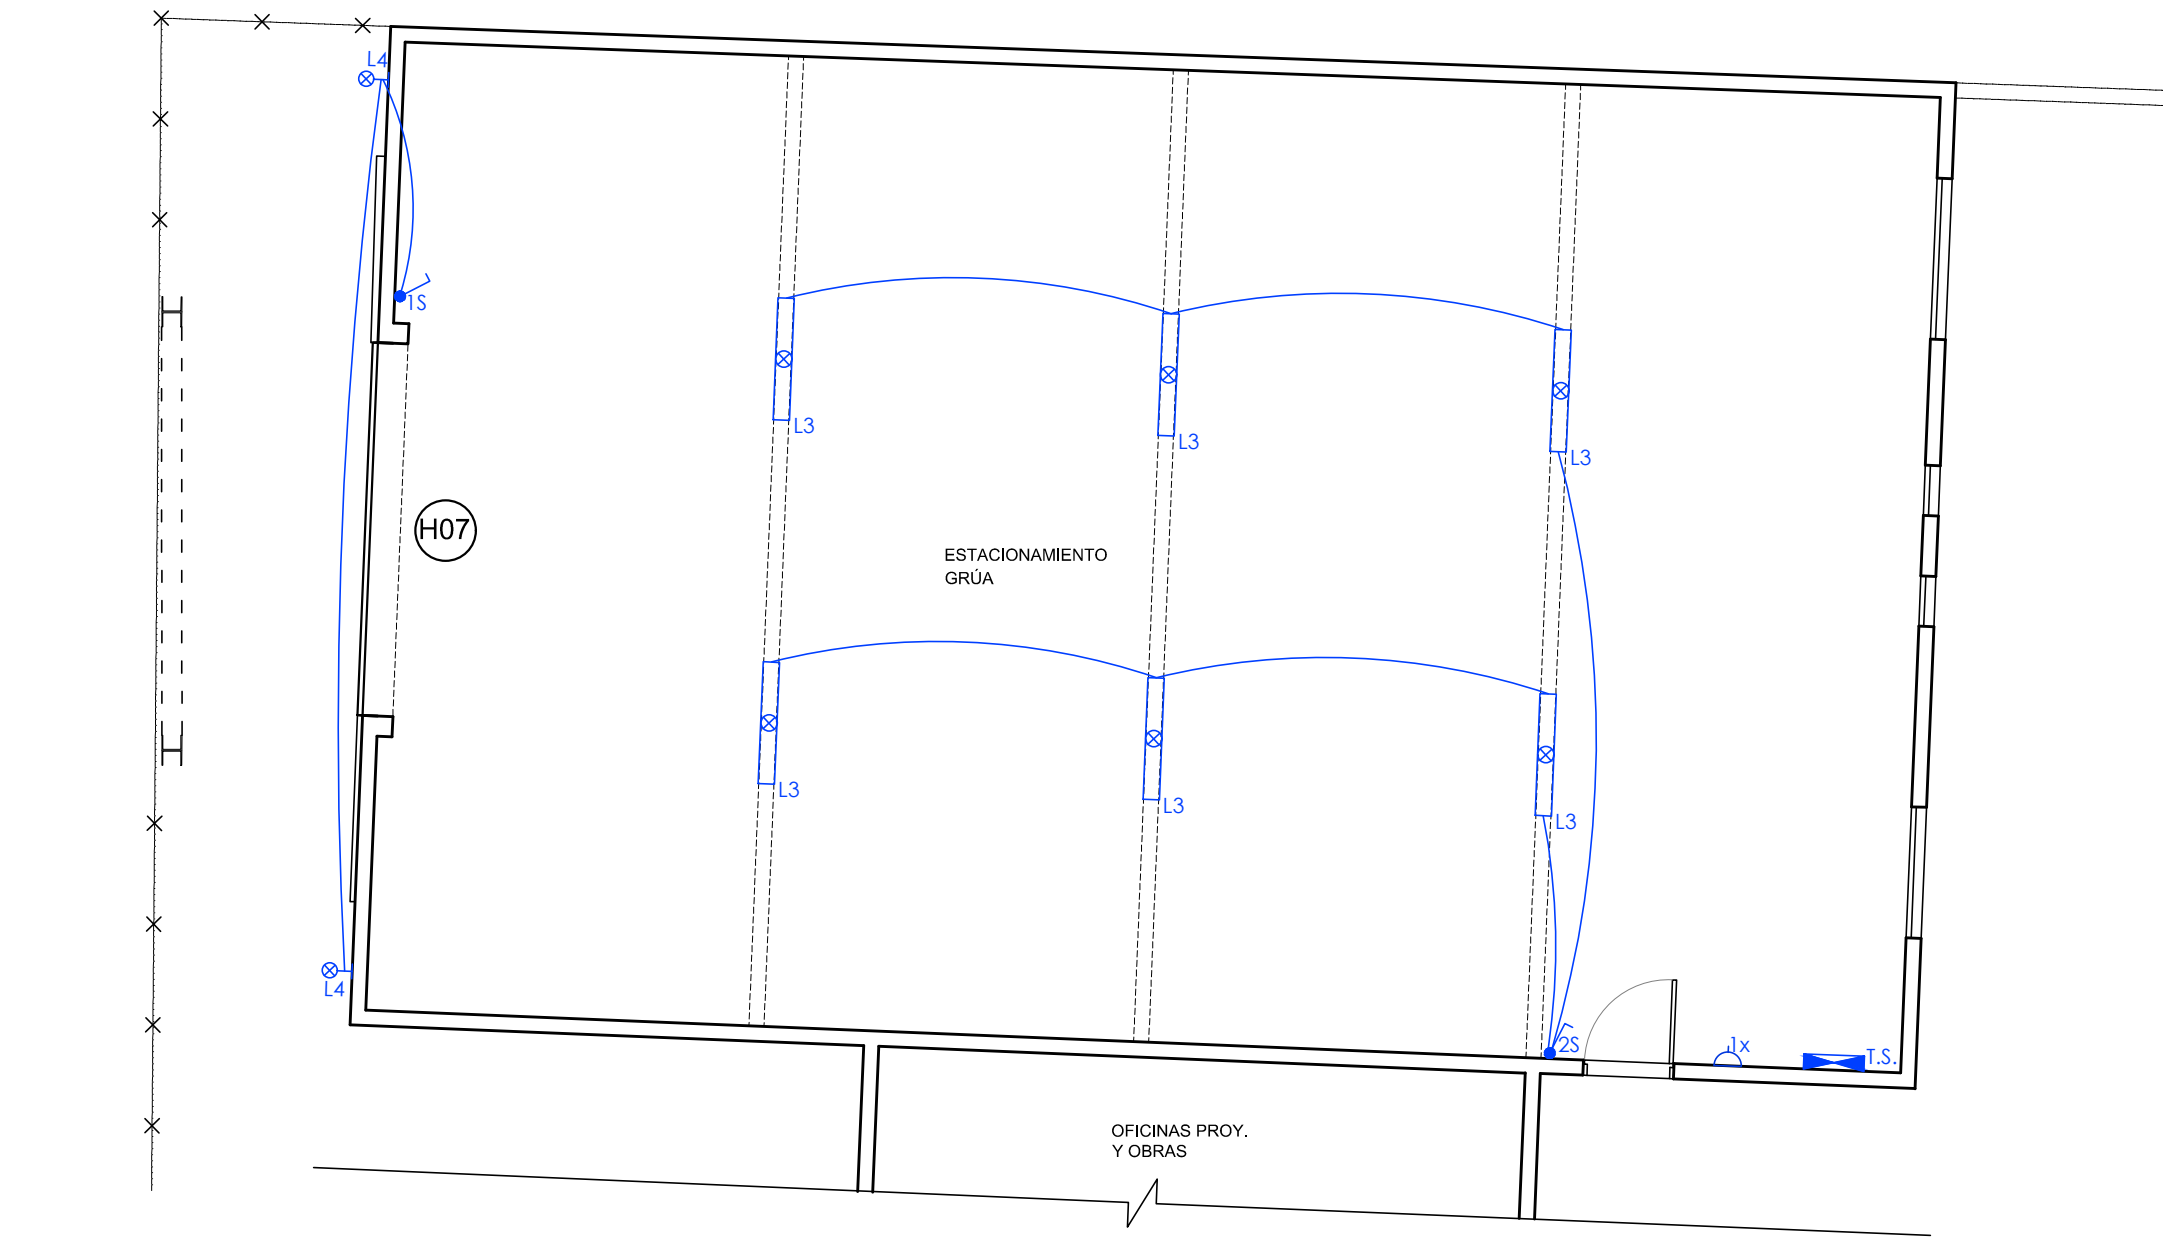 L4
1S
L3
L3
L3
H07
ESTACIONAMIENTO
GRÚA
L3
L3
L3
L4
2S
1x
T.S.
OFICINAS PROY.
Y OBRAS